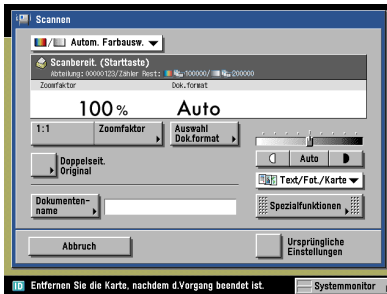 Scannen
Autom. Farbausw.
Scanbereit. (Starttaste)
Abteilung: 00000123/Zähler Rest: 100000/ 200000
Zoomfaktor Dok.format
100 % Auto
1:1 Zoomfaktor Auswahl Dok.format
Auto
Doppelseit. Original
Text/Fot./Karte
Dokumenten-
name
Spezialfunktionen
Abbruch
Ursprüngliche
Einstellungen
ID Entfernen Sie die Karte, nachdem d.Vorgang beendet ist. Systemmonitor